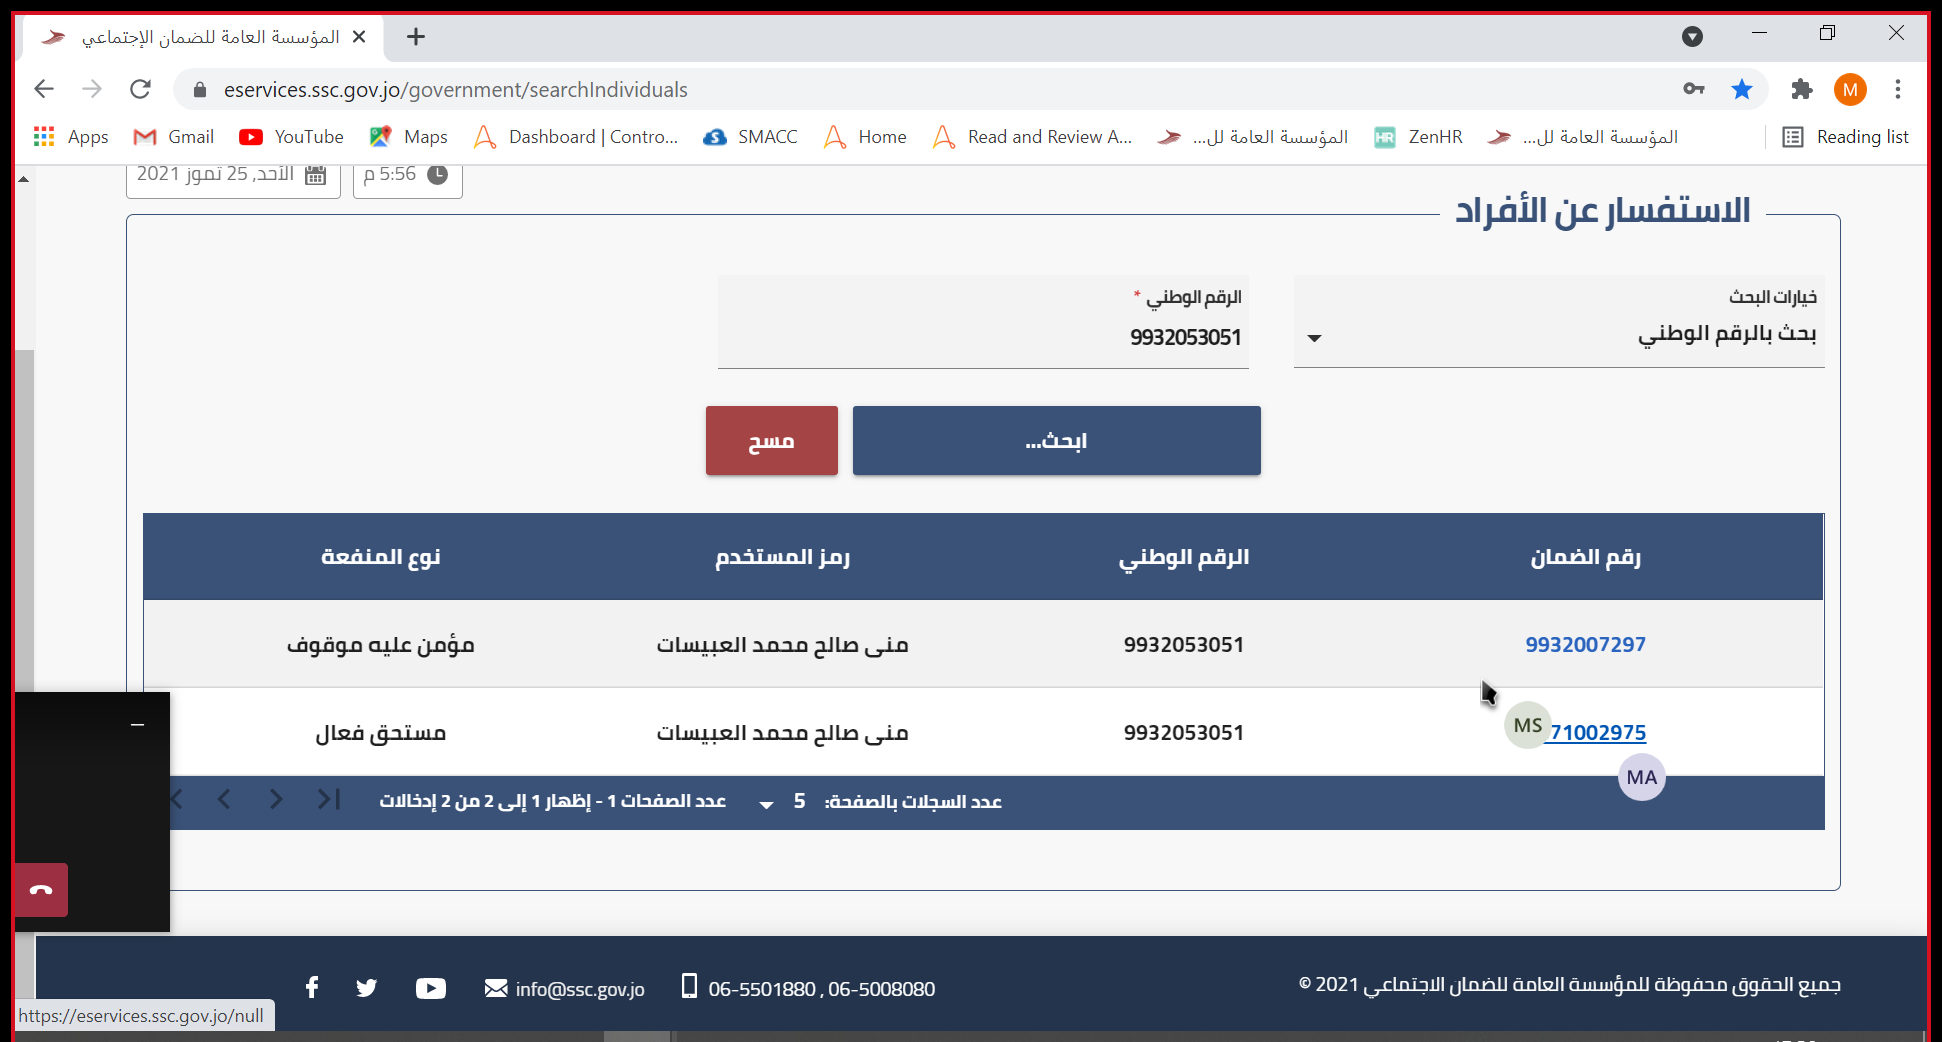 المؤسسة العامة للضمان الإجتماعي
eservices.ssc.gov.jo/government/searchIndividuals
M
Apps Gmail YouTube Maps Dashboard | Contro... SMACC Home Read and Review A... المؤسسة العامة لل... HR ZenHR المؤسسة العامة لل... Reading list
5:56 م الأحد, 25 تموز 2021
الاستفسار عن الأفراد
خيارات البحث
بحث بالرقم الوطني
الرقم الوطني *
9932053051
ابحث...
مسح
رقم الضمان الرقم الوطني رمز المستخدم نوع المنفعة
9932007297 9932053051 منى صالح محمد العبيسات مؤمن عليه موقوف
71002975 9932053051 منى صالح محمد العبيسات مستحق فعال
MS
MA
عدد السجلات بالصفحة: 5 عدد الصفحات 1 - إظهار 1 إلى 2 من 2 إدخالات
جميع الحقوق محفوظة للمؤسسة العامة للضمان الاجتماعي 2021 ©
06-5501880 , 06-5008080
info@ssc.gov.jo
https://eservices.ssc.gov.jo/null